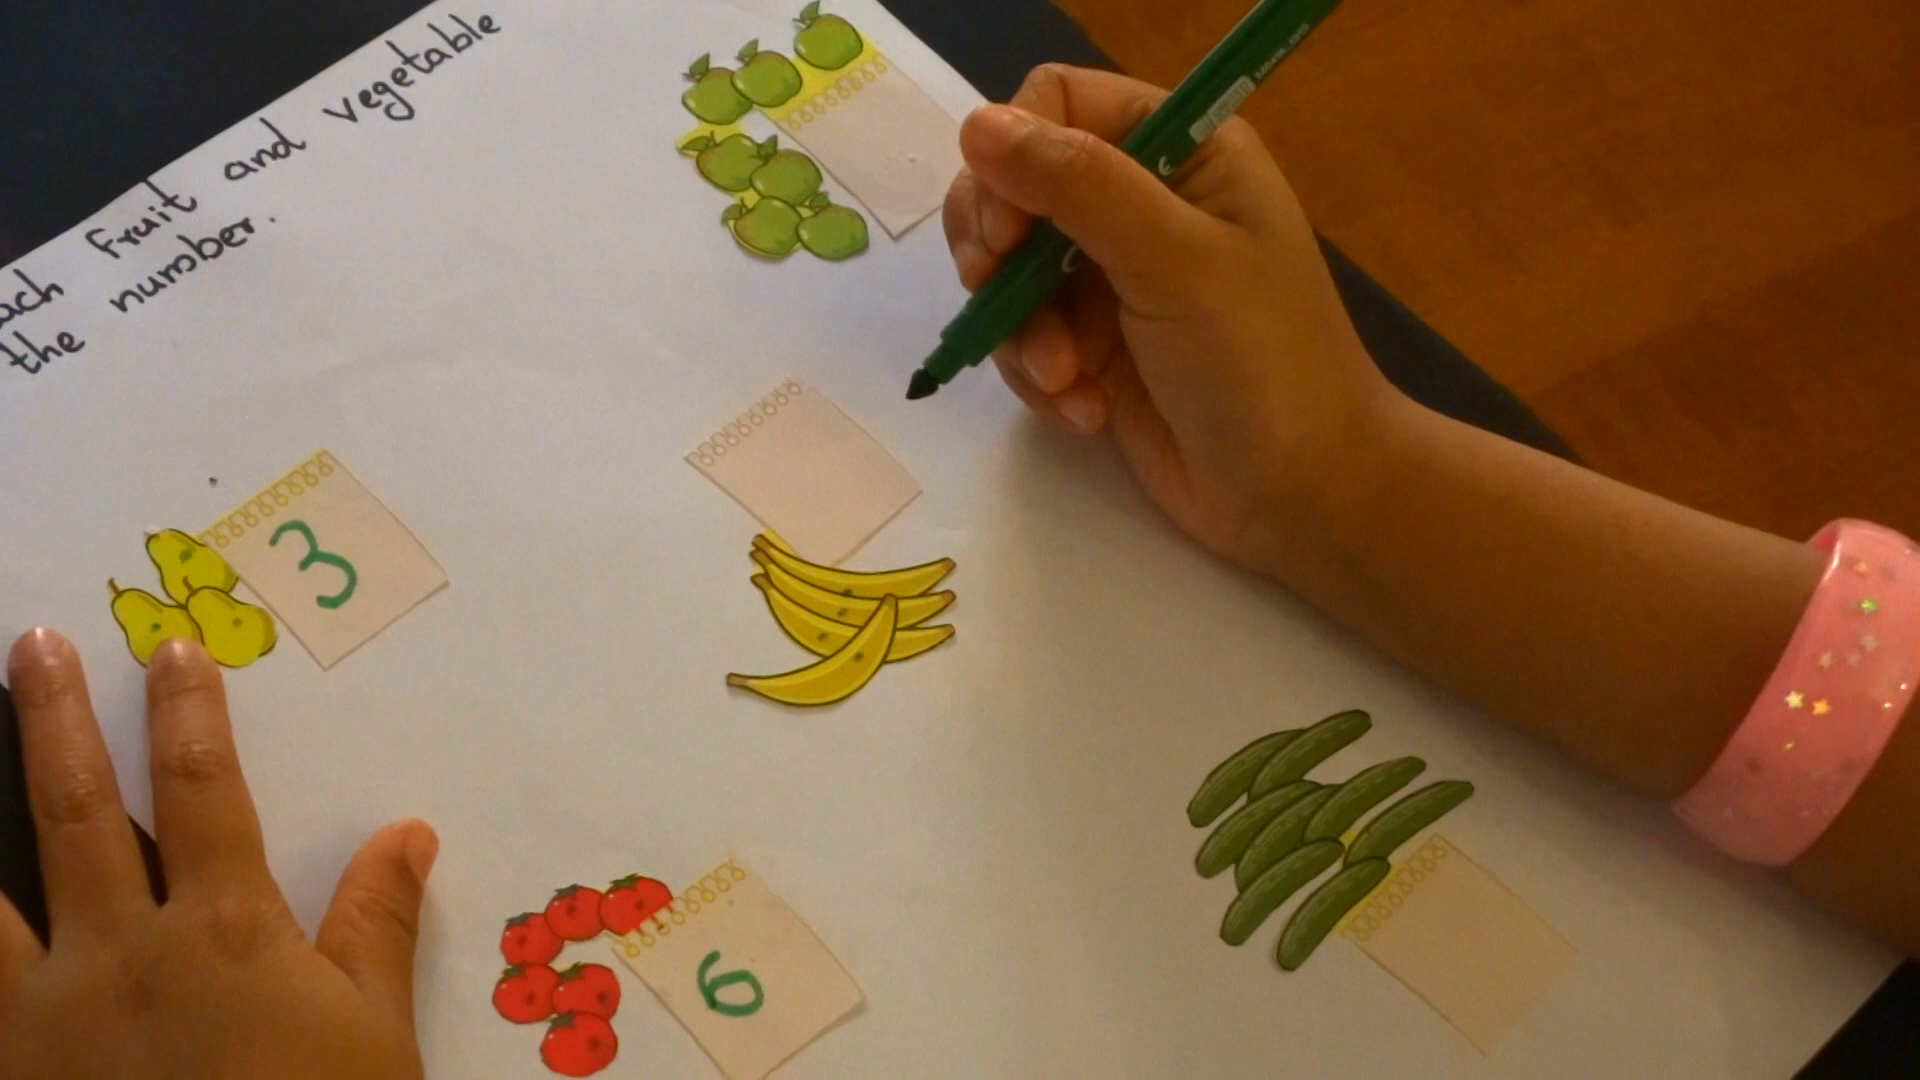 ach fruit and vegetable
the number.
3
6